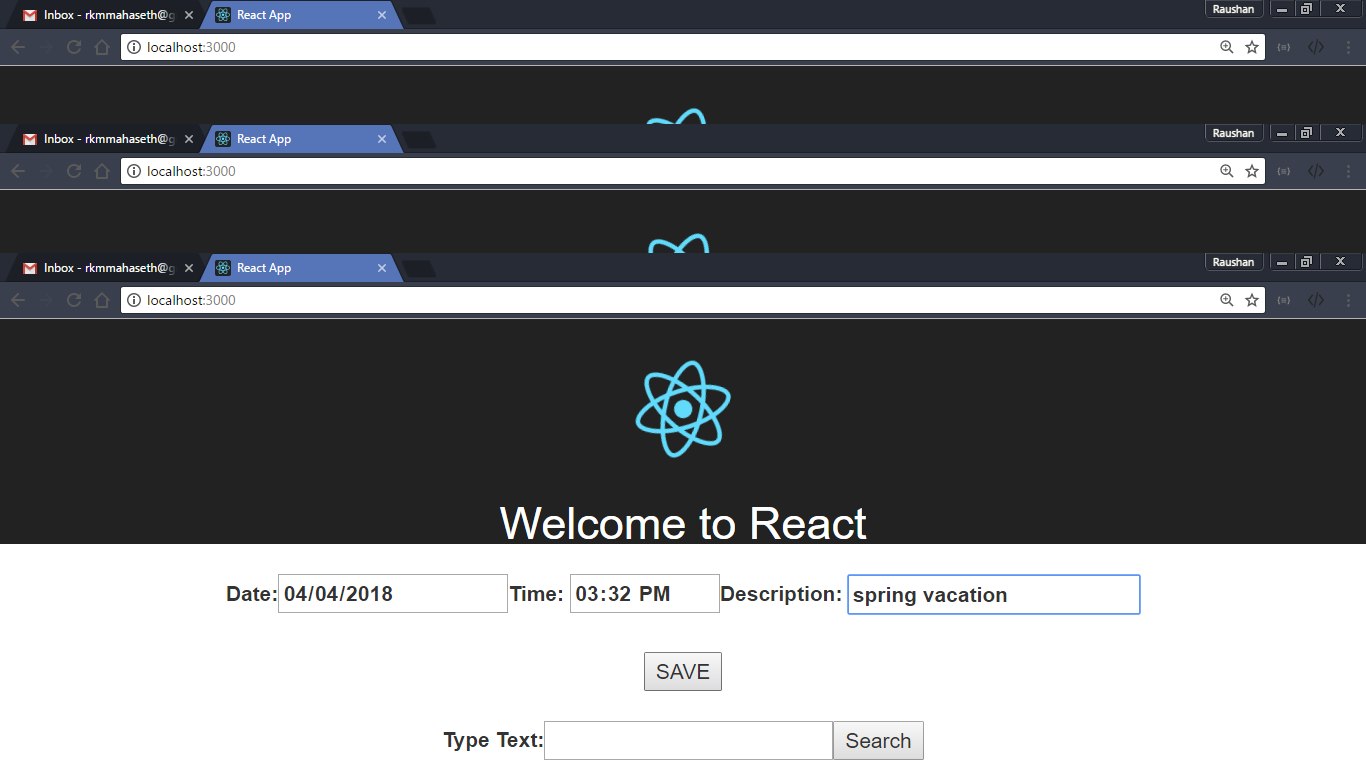 Inbox - rkmmahaseth@g React App Raushan
localhost:3000
Inbox - rkmmahaseth@g React App Raushan
localhost:3000
Inbox - rkmmahaseth@g React App Raushan
localhost:3000
Welcome to React
Date: 04/04/2018 Time: 03:32 PM Description: spring vacation
SAVE
Type Text: Search